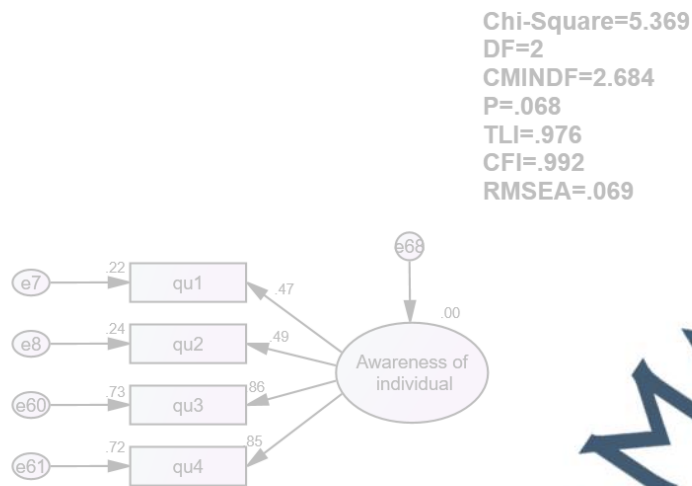 Chi-Square=5.369
DF=2
CMINDF=2.684
P=.068
TLI=.976
CFI=.992
RMSEA=.069
e68
.00
e7
.22
qu1
.47
e8
.24
qu2
.49
Awareness of
individual
e60
.73
qu3
.86
e61
.72
qu4
.85